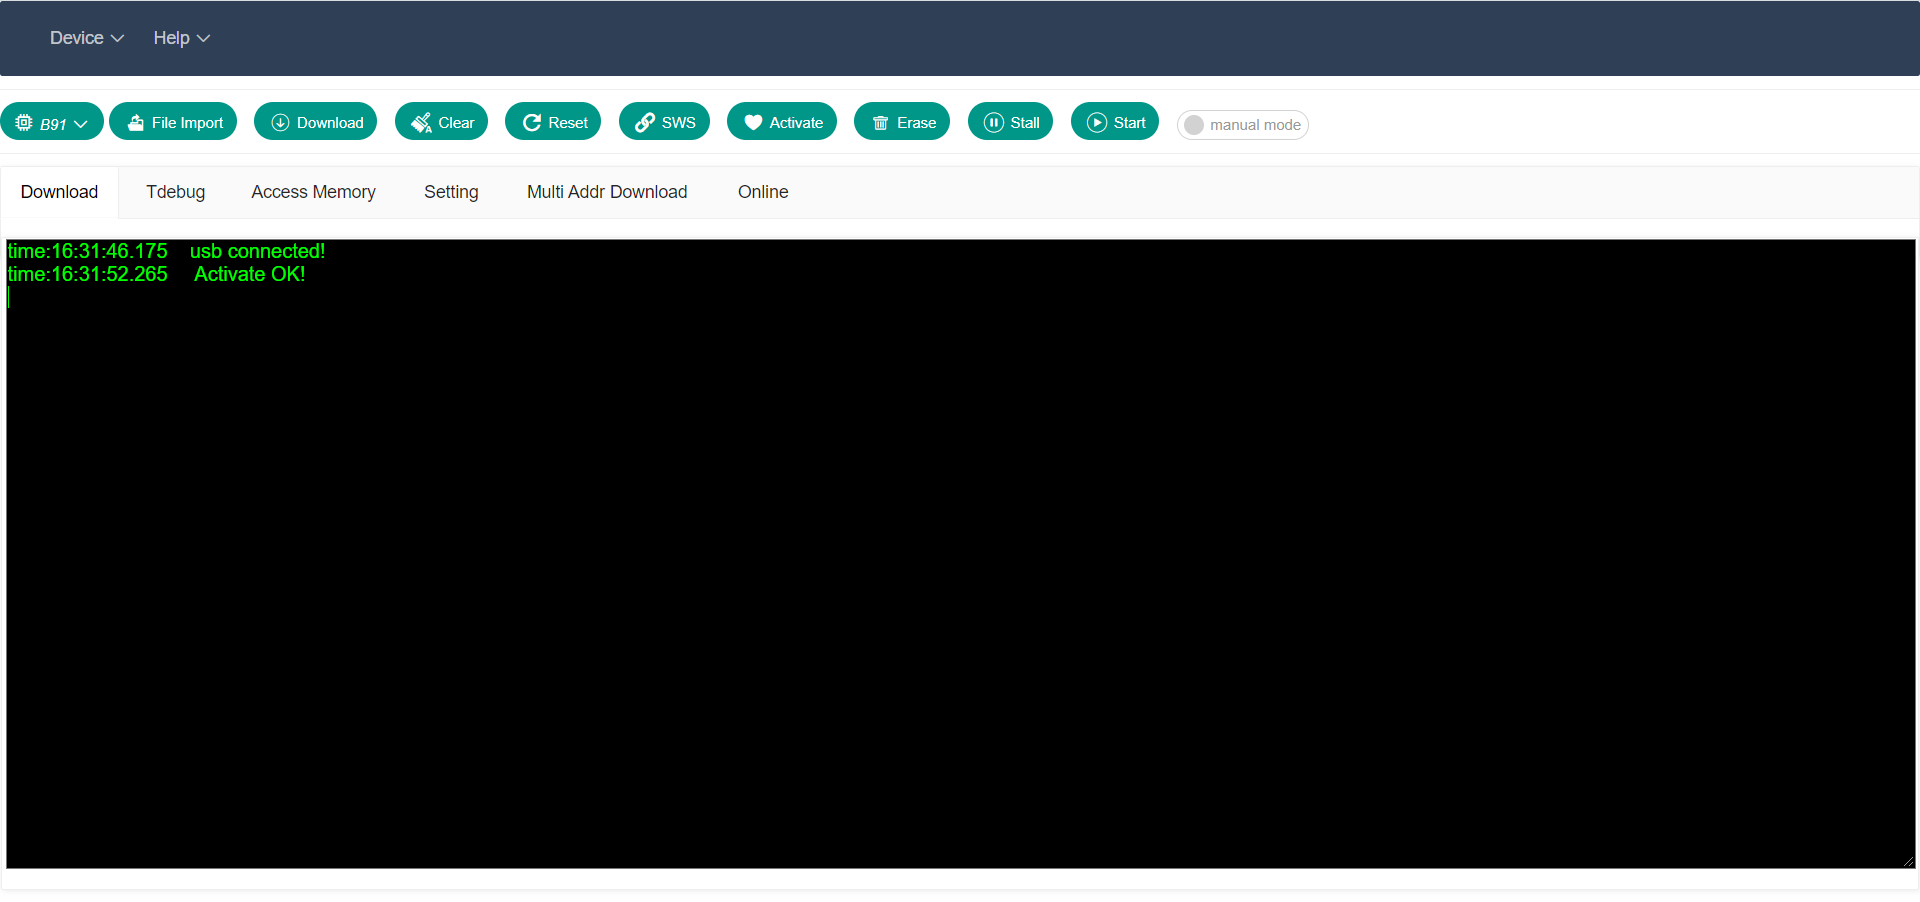 Device Help
B91 File Import Download Clear Reset SWS Activate Erase Stall Start manual mode
Download Tdebug Access Memory Setting Multi Addr Download Online
time:16:31:46.175 usb connected!
time:16:31:52.265 Activate OK!